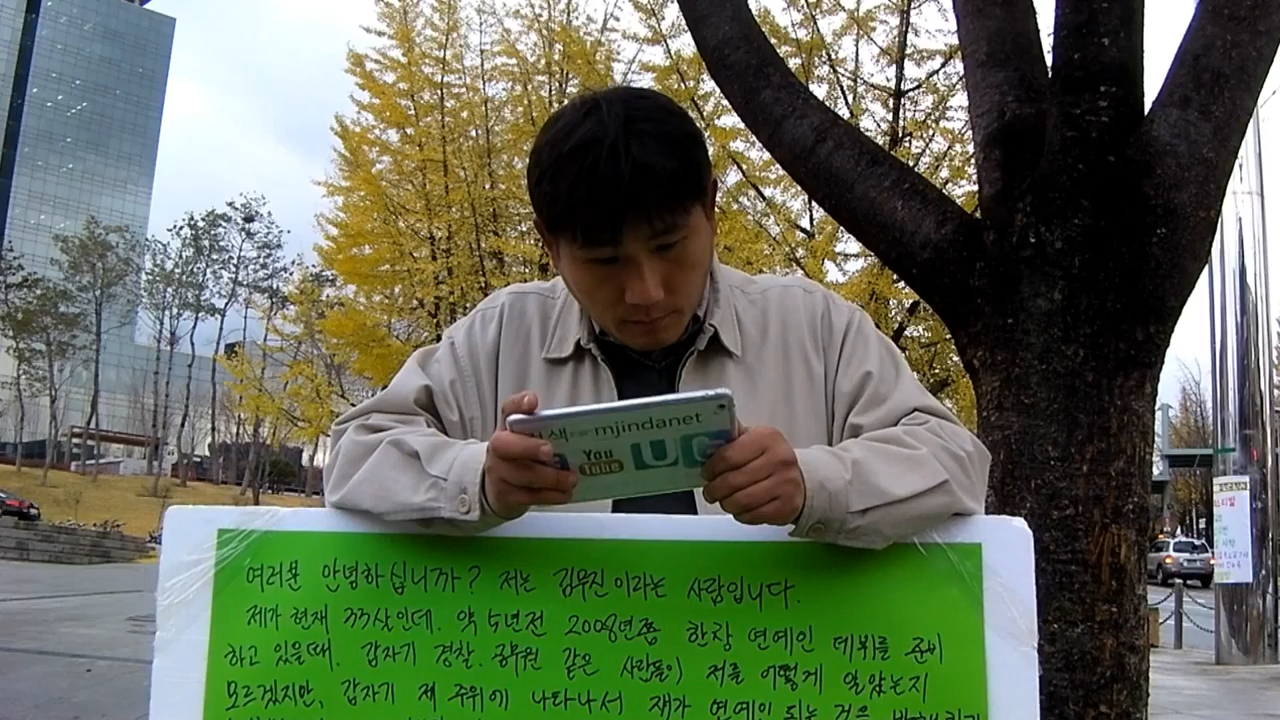 색 mjindanet
You
Tube
여러분 안녕하십니까? 저는 김무진이라는 사람입니다.
제가 현재 33살인데. 약 5년전 2008년쯤 한창 연예인 데뷔를 준비
하고 있을때. 갑자기 경찰. 공무원 같은 사람들이 저를 어떻게 알았는지
모르겠지만, 갑자기 제 주위에 나타나서 제가 연예인 되는 것을